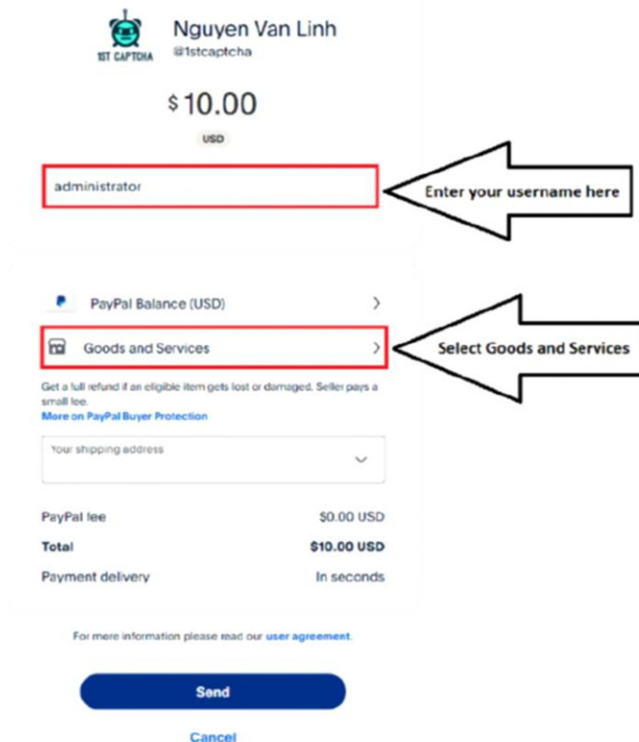 Nguyen Van Linh
1ST CAPTCHA
@1stcaptcha
$10.00
USD
administrator
Enter your username here
PayPal Balance (USD)
Goods and Services
Select Goods and Services
Get a full refund if an eligible item gets lost or damaged. Seller pays a
small fee.
More on PayPal Buyer Protection
Your shipping address
PayPal fee $0.00 USD
Total $10.00 USD
Payment delivery In seconds
For more information please read our user agreement.
Send
Cancel